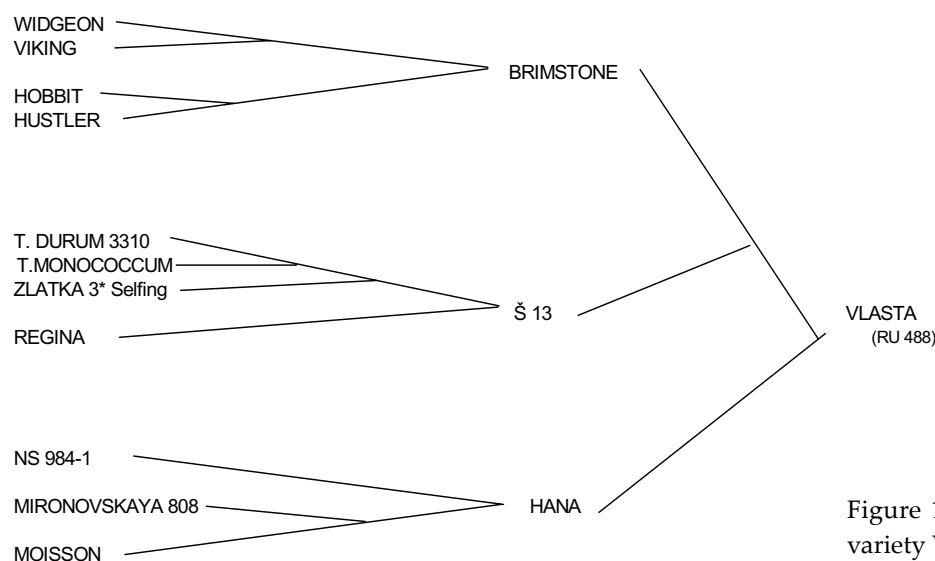 WIDGEON
VIKING
BRIMSTONE
HOBBIT
HUSTLER
T. DURUM 3310
T.MONOCOCCUM
ZLATKA 3* Selfing
Š 13
VLASTA
REGINA
(RU 488)
NS 984-1
MIRONOVSKAYA 808
HANA
MOISSON
Figure
variety